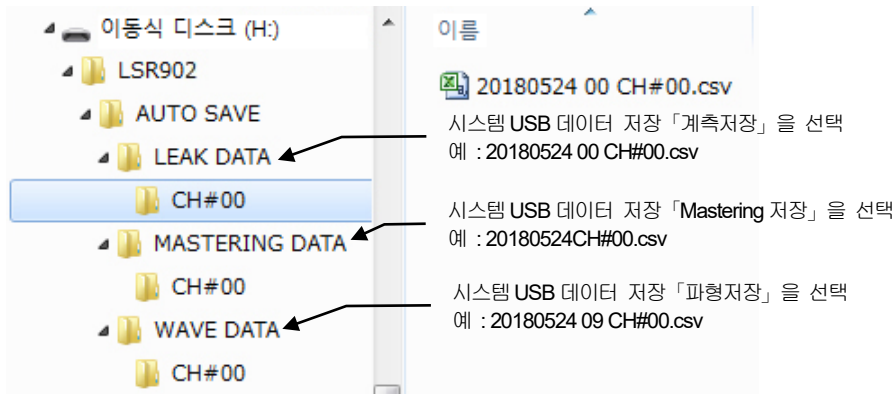 이동식 디스크 (H:)
LSR902
AUTO SAVE
LEAK DATA
CH#00
MASTERING DATA
CH#00
WAVE DATA
CH#00
이름
20180524 00 CH#00.csv
시스템 USB 데이터 저장「계측저장」을 선택
예 : 20180524 00 CH#00.csv
시스템 USB 데이터 저장「Mastering 저장」을 선택
예 : 20180524CH#00.csv
시스템 USB 데이터 저장「파형저장」을 선택
예 : 20180524 09 CH#00.csv